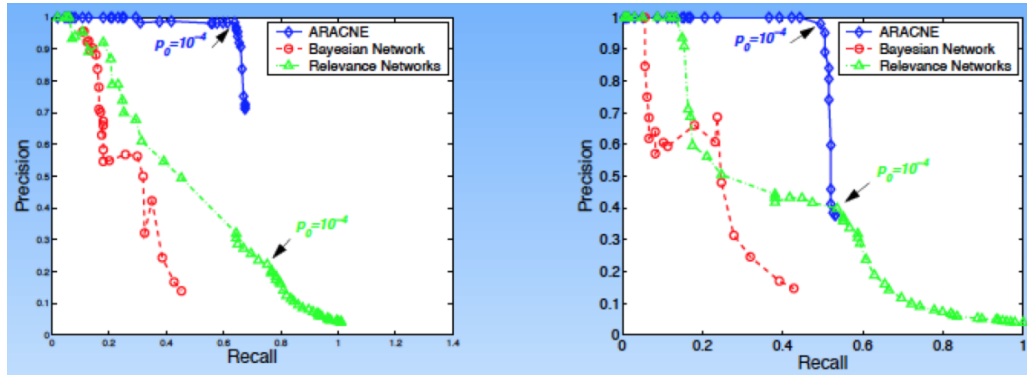 1
0.9
0.8
0.7
0.6
0.5
0.4
0.3
0.2
0.1
0
Precision
0 0.2 0.4 0.6 0.8 1 1.2 1.4
Recall
ARACNE
Bayesian Network
Relevance Networks
p0=10⁻⁴
p0=10⁻⁴
1
0.9
0.8
0.7
0.6
0.5
0.4
0.3
0.2
0.1
0
Precision
0 0.2 0.4 0.6 0.8 1
Recall
ARACNE
Bayesian Network
Relevance Networks
p0=10⁻⁴
p0=10⁻⁴